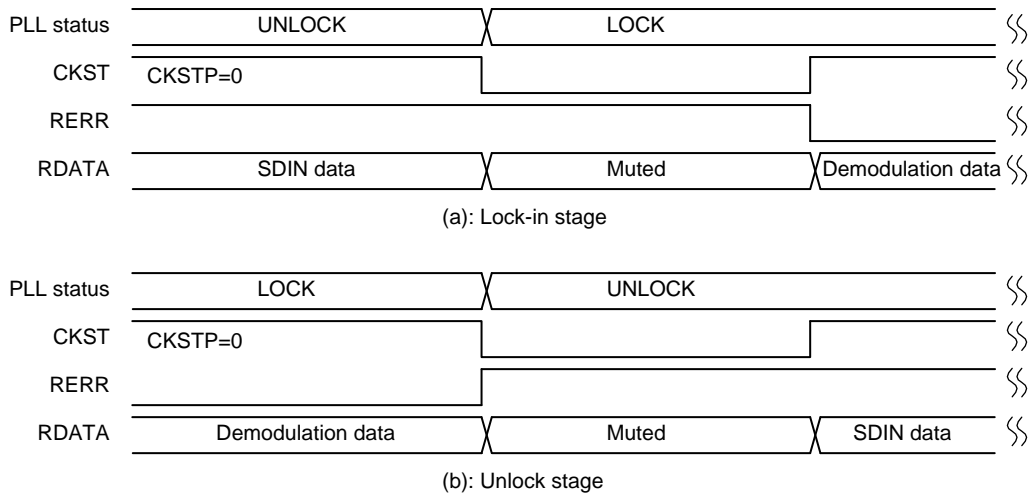 PLL status UNLOCK LOCK
CKST CKSTP=0
RERR
RDATA SDIN data Muted Demodulation data
(a): Lock-in stage
PLL status LOCK UNLOCK
CKST CKSTP=0
RERR
RDATA Demodulation data Muted SDIN data
(b): Unlock stage